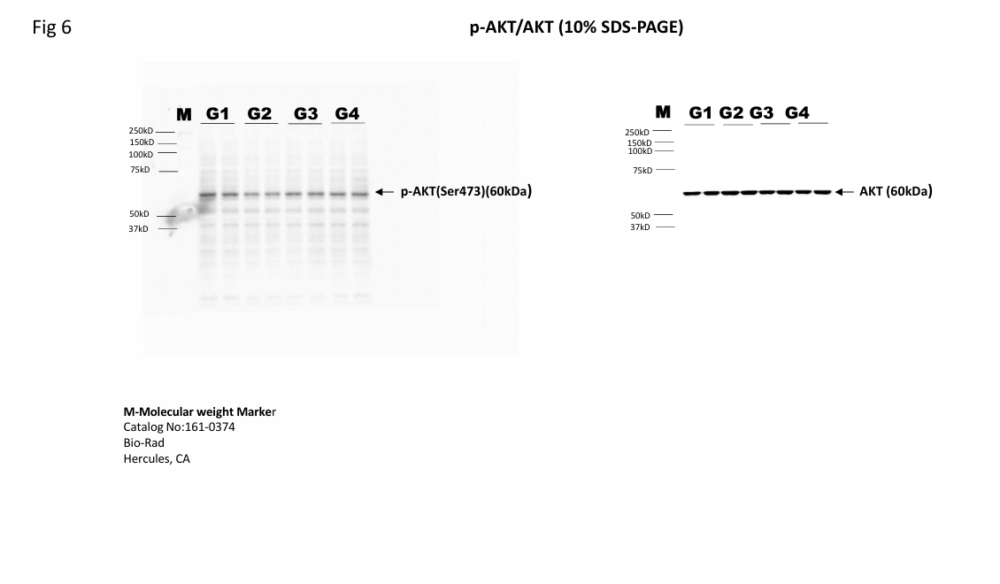 Fig 6
p-AKT/AKT (10% SDS-PAGE)
M G1 G2 G3 G4
250kD
150kD
100kD
75kD
p-AKT(Ser473)(60kDa)
50kD
37kD
M G1 G2 G3 G4
250kD
150kD
100kD
75kD
AKT (60kDa)
50kD
37kD
M-Molecular weight Marker
Catalog No:161-0374
Bio-Rad
Hercules, CA